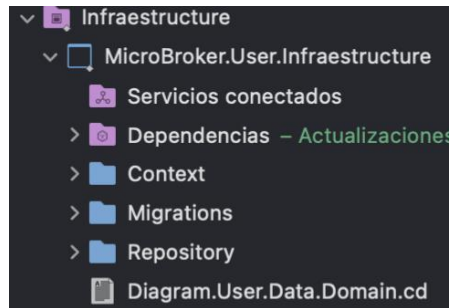 Infraestructure
MicroBroker.User.Infraestructure
Servicios conectados
Dependencias – Actualizaciones
Context
Migrations
Repository
Diagram.User.Data.Domain.cd